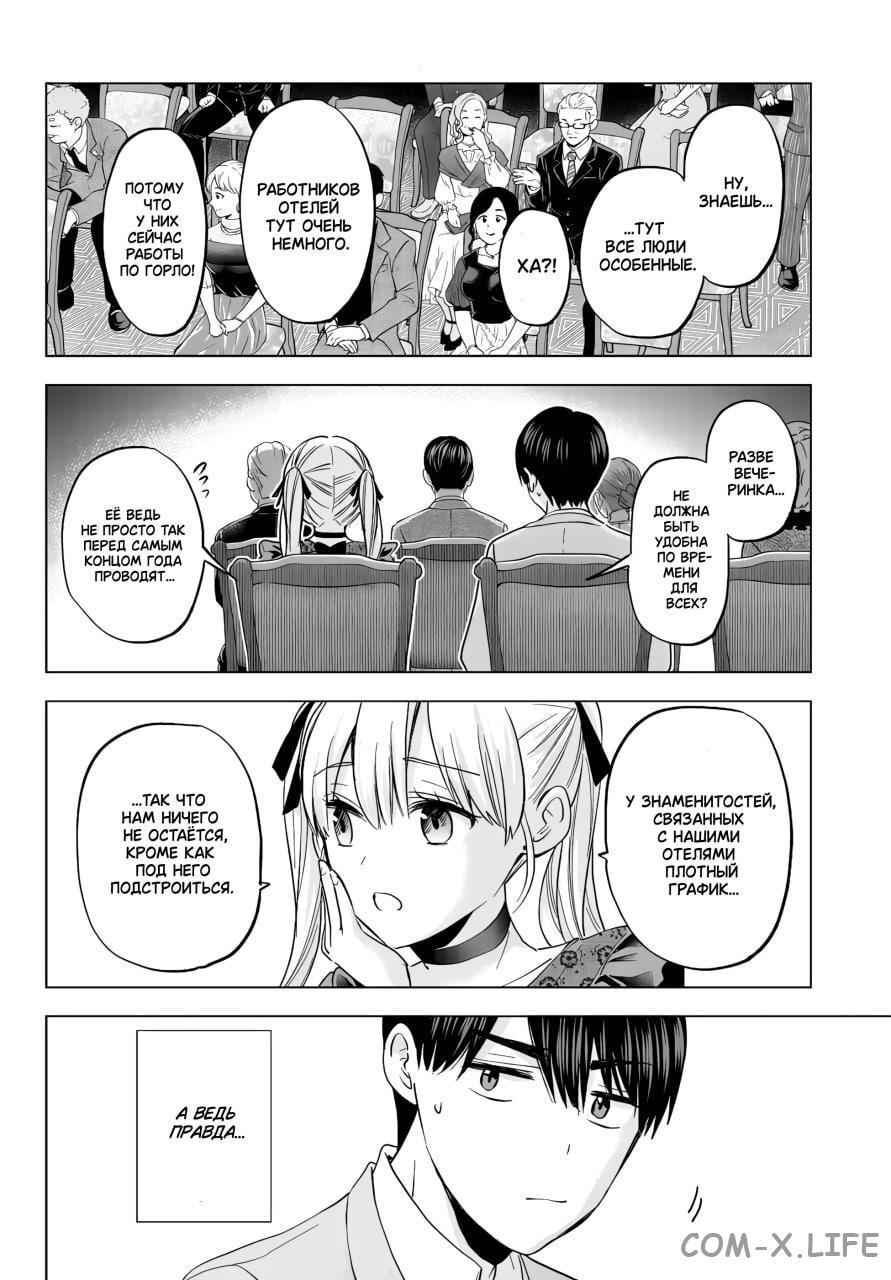 НУ,
ЗНАЕШЬ...
...ТУТ
ВСЕ ЛЮДИ
ОСОБЕННЫЕ.
ХА?!
РАБОТНИКОВ
ОТЕЛЕЙ
ТУТ ОЧЕНЬ
НЕМНОГО.
ПОТОМУ
ЧТО
У НИХ
СЕЙЧАС
РАБОТЫ
ПО ГОРЛО!
РАЗВЕ
ВЕЧЕ-
РИНКА...
НЕ
ДОЛЖНА
БЫТЬ
УДОБНА
ПО ВРЕ-
МЕНИ
ДЛЯ
ВСЕХ?
ЕЁ ВЕДЬ
НЕ ПРОСТО ТАК
ПЕРЕД САМЫМ
КОНЦОМ ГОДА
ПРОВОДЯТ...
У ЗНАМЕНИТОСТЕЙ,
СВЯЗАННЫХ
С НАШИМИ
ОТЕЛЯМИ
ПЛОТНЫЙ
ГРАФИК...
...ТАК ЧТО
НАМ НИЧЕГО
НЕ ОСТАЁТСЯ,
КРОМЕ КАК
ПОД НЕГО
ПОДСТРОИТЬСЯ.
А ВЕДЬ
ПРАВДА...
COM-X.LIFE